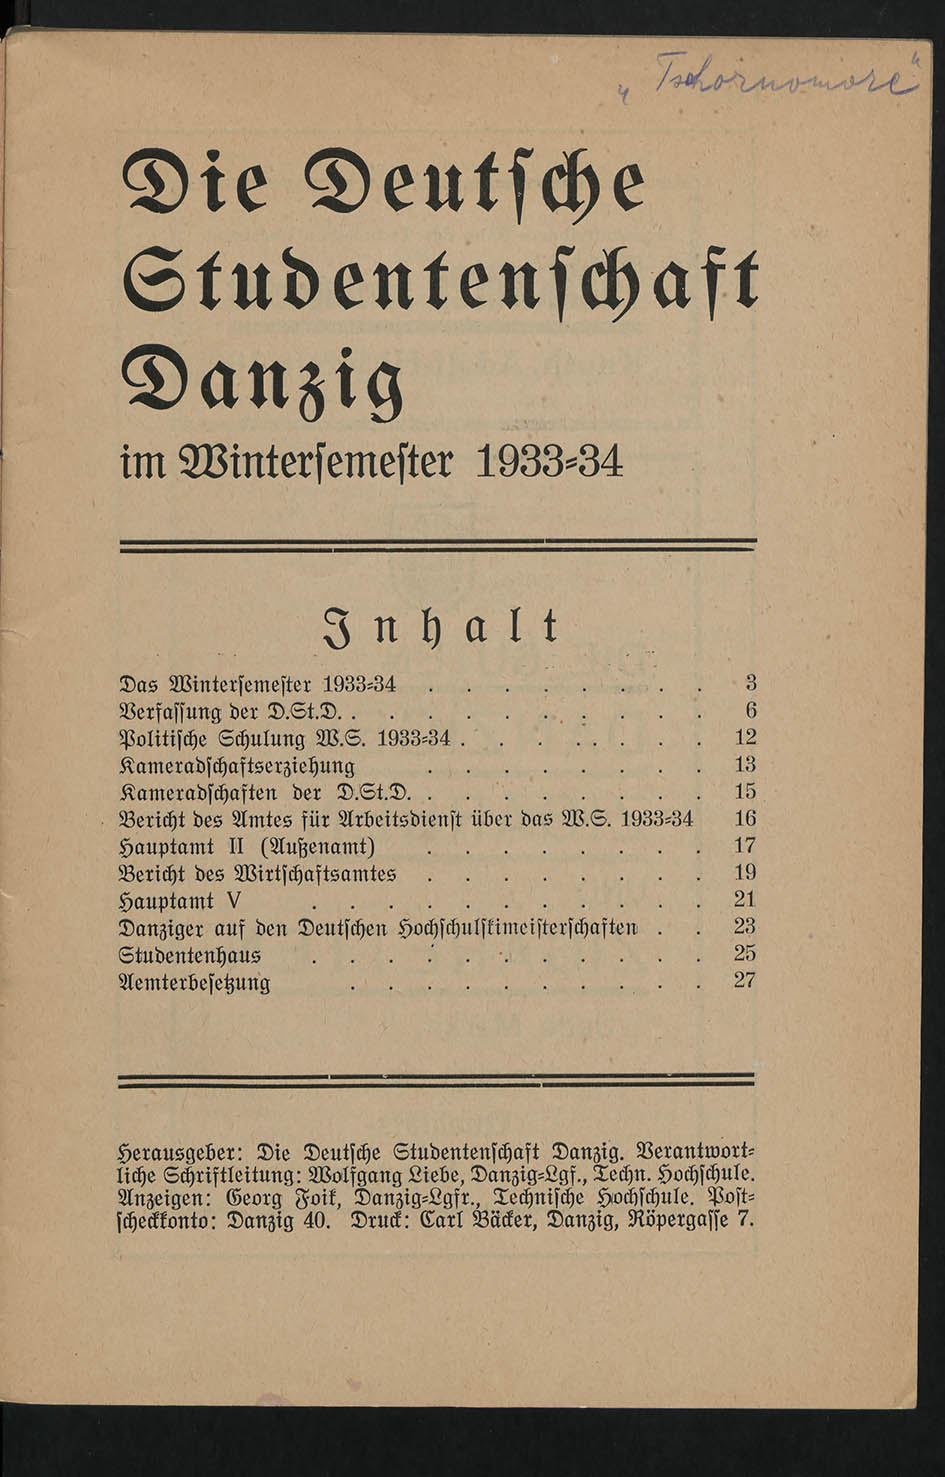 „Tschornomore“
Die Deutsche
Studentenschaft
Danzig
im Wintersemester 1933-34
Inhalt
Das Wintersemester 1933-34 . . . . . . . . 3
Verfassung der D.St.D. . . . . . . . . . . 6
Politische Schulung W.S. 1933-34 . . . . . . . . 12
Kameradschaftserziehung . . . . . . . . 13
Kameradschaften der D.St.D. . . . . . . . . 15
Bericht des Amtes für Arbeitsdienst über das W.S. 1933-34 16
Hauptamt II (Außenamt) . . . . . . . . 17
Bericht des Wirtschaftsamtes . . . . . . . . 19
Hauptamt V . . . . . . . . . . . 21
Danziger auf den Deutschen Hochschulskimeisterschaften . . 23
Studentenhaus . . . . . . . . . . . 25
Aemterbesetzung . . . . . . . . . . 27
Herausgeber: Die Deutsche Studentenschaft Danzig. Verantwort-
liche Schriftleitung: Wolfgang Liebe, Danzig-Lgf., Techn. Hochschule.
Anzeigen: Georg Foik, Danzig-Lgfr., Technische Hochschule. Post-
scheckkonto: Danzig 40. Druck: Carl Bäcker, Danzig, Röpergasse 7.